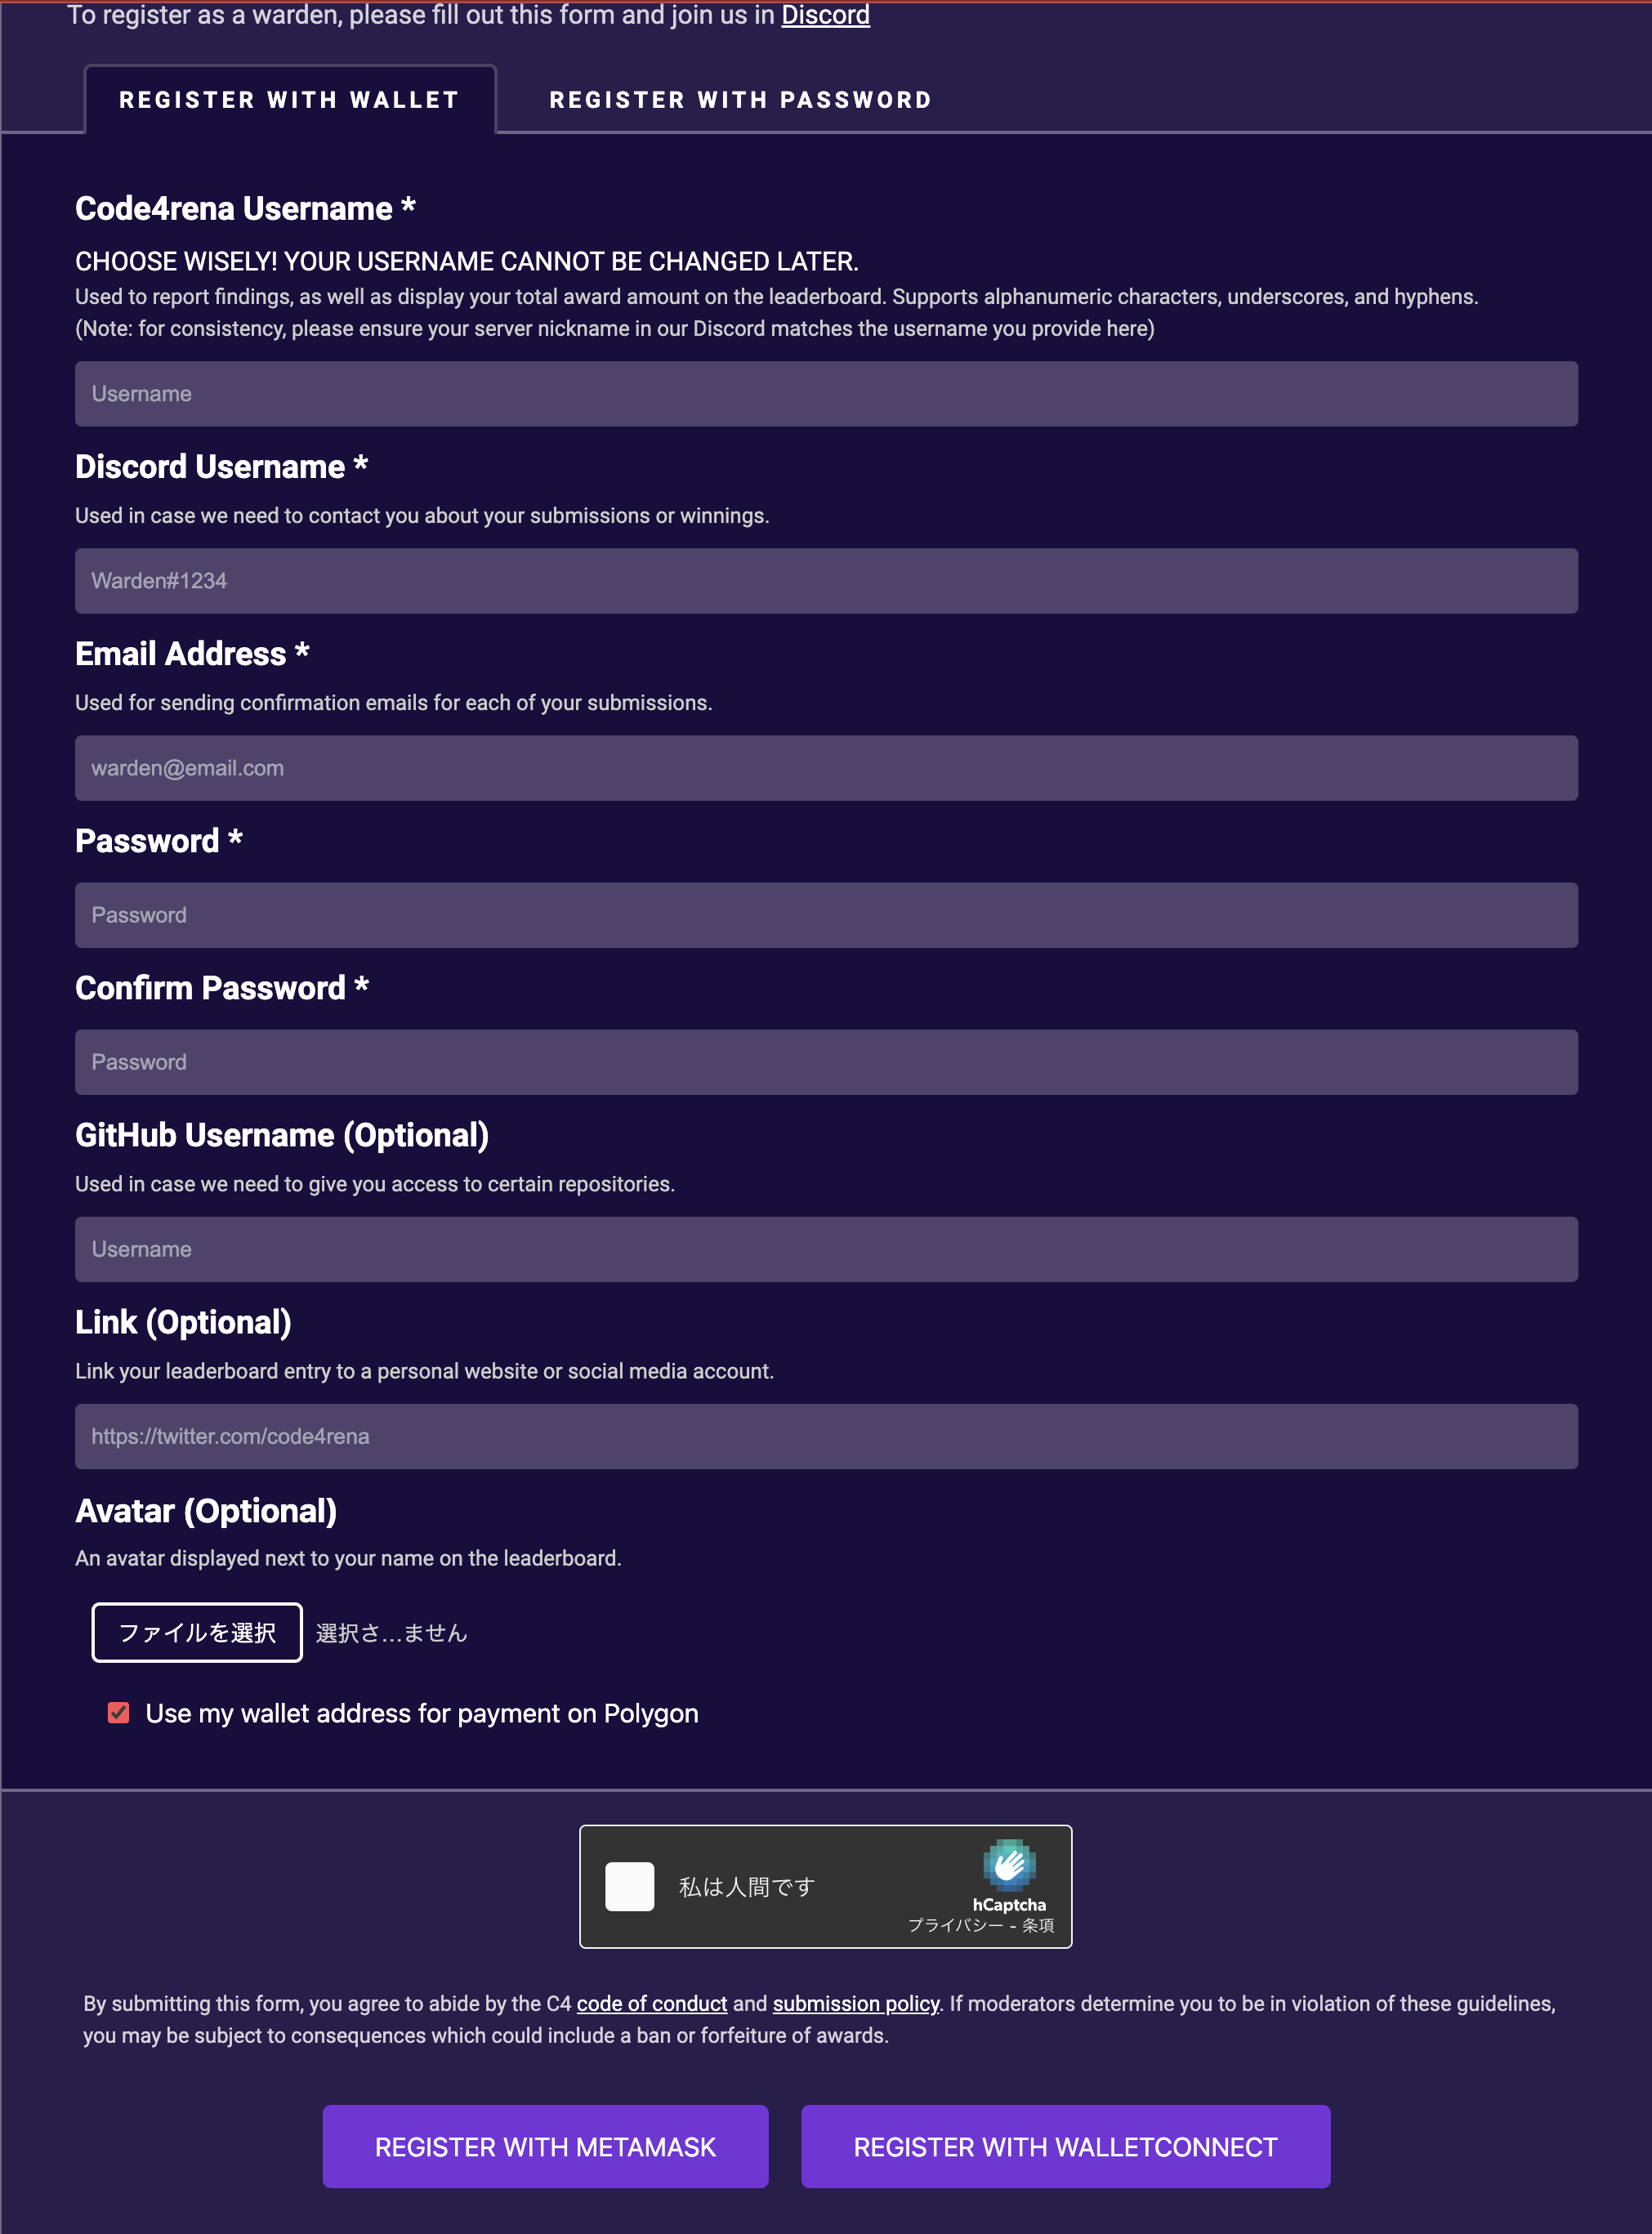 To register as a warden, please fill out this form and join us in Discord
REGISTER WITH WALLET
REGISTER WITH PASSWORD
Code4rena Username *
CHOOSE WISELY! YOUR USERNAME CANNOT BE CHANGED LATER.
Used to report findings, as well as display your total award amount on the leaderboard. Supports alphanumeric characters, underscores, and hyphens.
(Note: for consistency, please ensure your server nickname in our Discord matches the username you provide here)
Username
Discord Username *
Used in case we need to contact you about your submissions or winnings.
Warden#1234
Email Address *
Used for sending confirmation emails for each of your submissions.
warden@email.com
Password *
Password
Confirm Password *
Password
GitHub Username (Optional)
Used in case we need to give you access to certain repositories.
Username
Link (Optional)
Link your leaderboard entry to a personal website or social media account.
https://twitter.com/code4rena
Avatar (Optional)
An avatar displayed next to your name on the leaderboard.
ファイルを選択 選択さ...ません
Use my wallet address for payment on Polygon
私は人間です
hCaptcha
プライバシー - 条項
By submitting this form, you agree to abide by the C4 code of conduct and submission policy. If moderators determine you to be in violation of these guidelines,
you may be subject to consequences which could include a ban or forfeiture of awards.
REGISTER WITH METAMASK
REGISTER WITH WALLETCONNECT